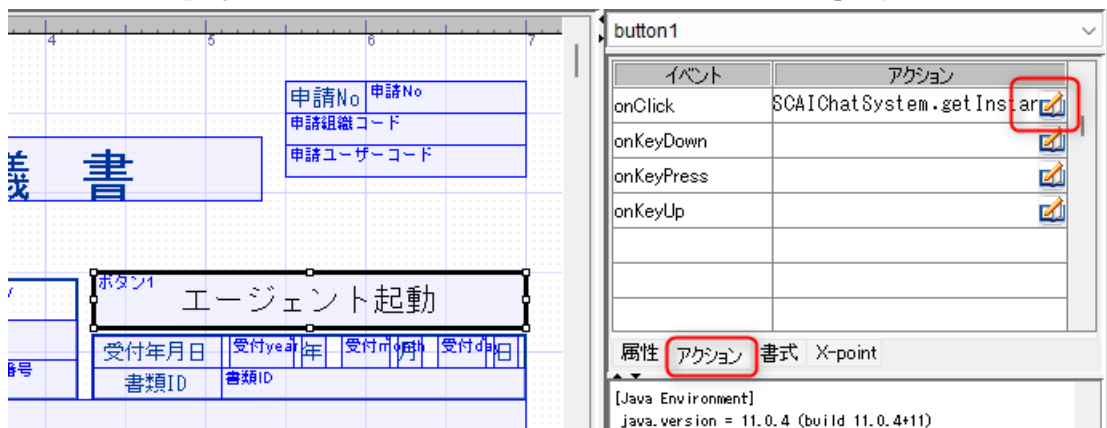 4 5 6 7
button1
イベント アクション
onClick SCAIChatSystem.getInstan
onKeyDown
onKeyPress
onKeyUp
申請No 申請No
申請組織コード
申請ユーザーコード
議 書
ボタン1
エージェント起動
受付年月日 受付year 年 受付month 月 受付day 日
番号
書類ID 書類ID
属性 アクション 書式 X-point
[Java Environment]
java.version = 11.0.4 (build 11.0.4+11)